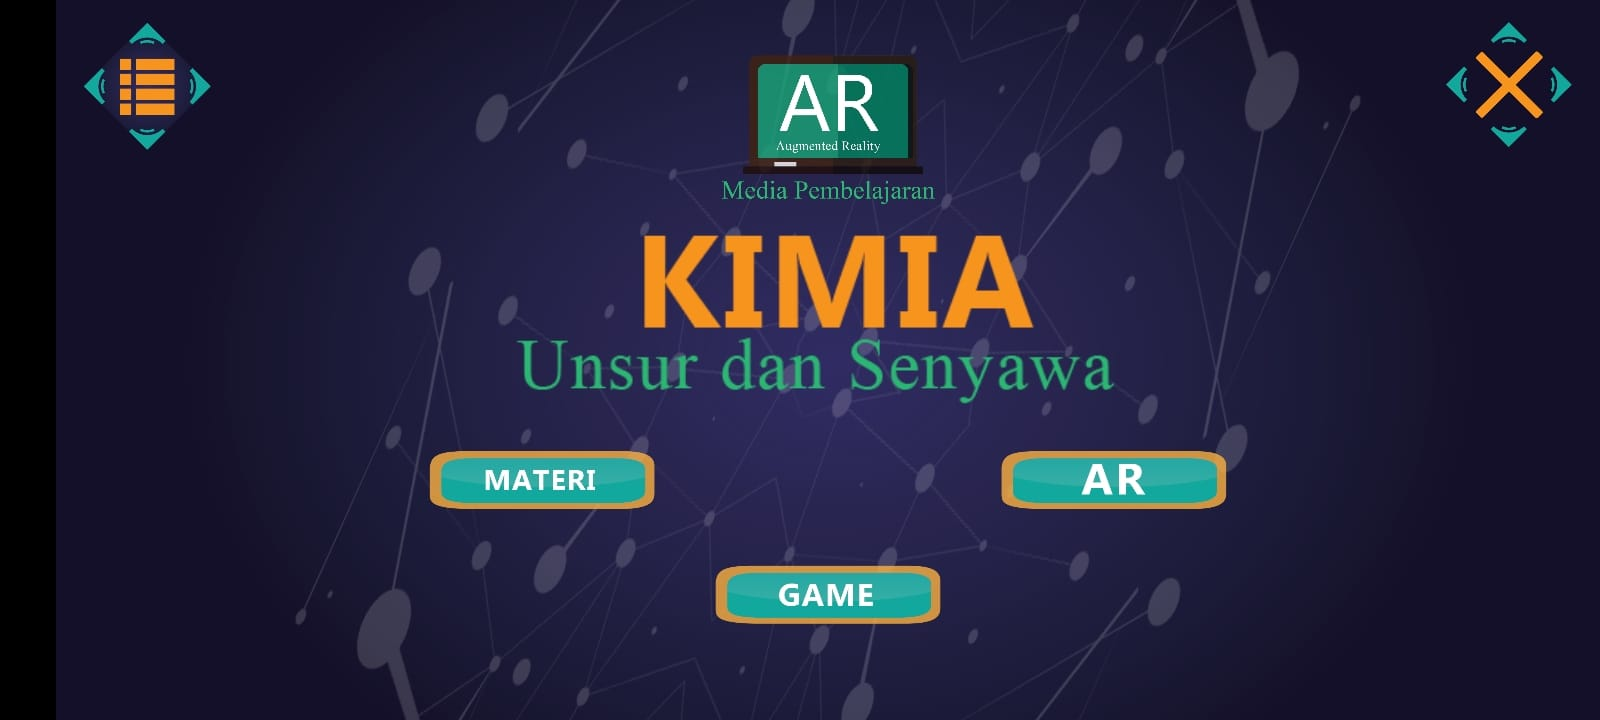 AR
Augmented Reality
Media Pembelajaran
KIMIA
Unsur dan Senyawa
MATERI
AR
GAME